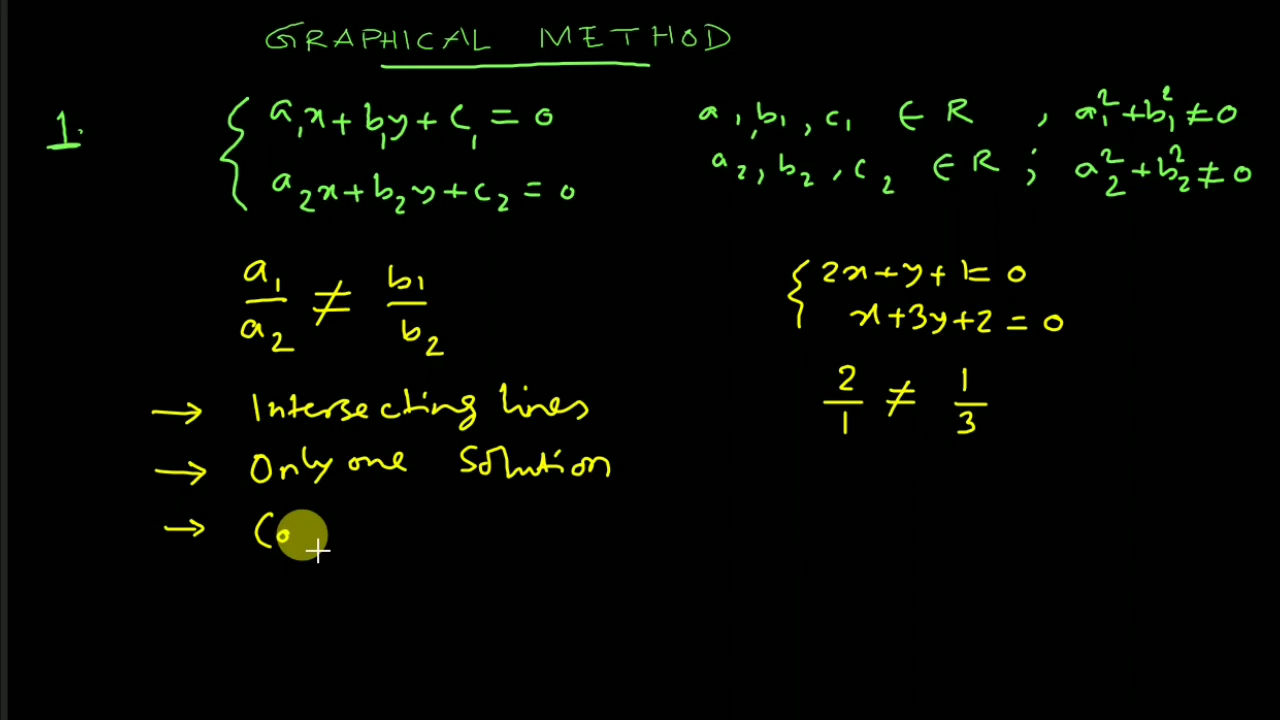 GRAPHICAL METHOD
1. { a₁x + b₁y + c₁ = 0 a₁, b₁, c₁ ∈ R , a₁² + b₁² ≠ 0
a₂x + b₂y + c₂ = 0 a₂, b₂, c₂ ∈ R ; a₂² + b₂² ≠ 0
a₁/a₂ ≠ b₁/b₂
{ 2x + y + 1 = 0
x + 3y + 2 = 0
2/1 ≠ 1/3
→ Intersecting lines
→ Only one solution
→ Co